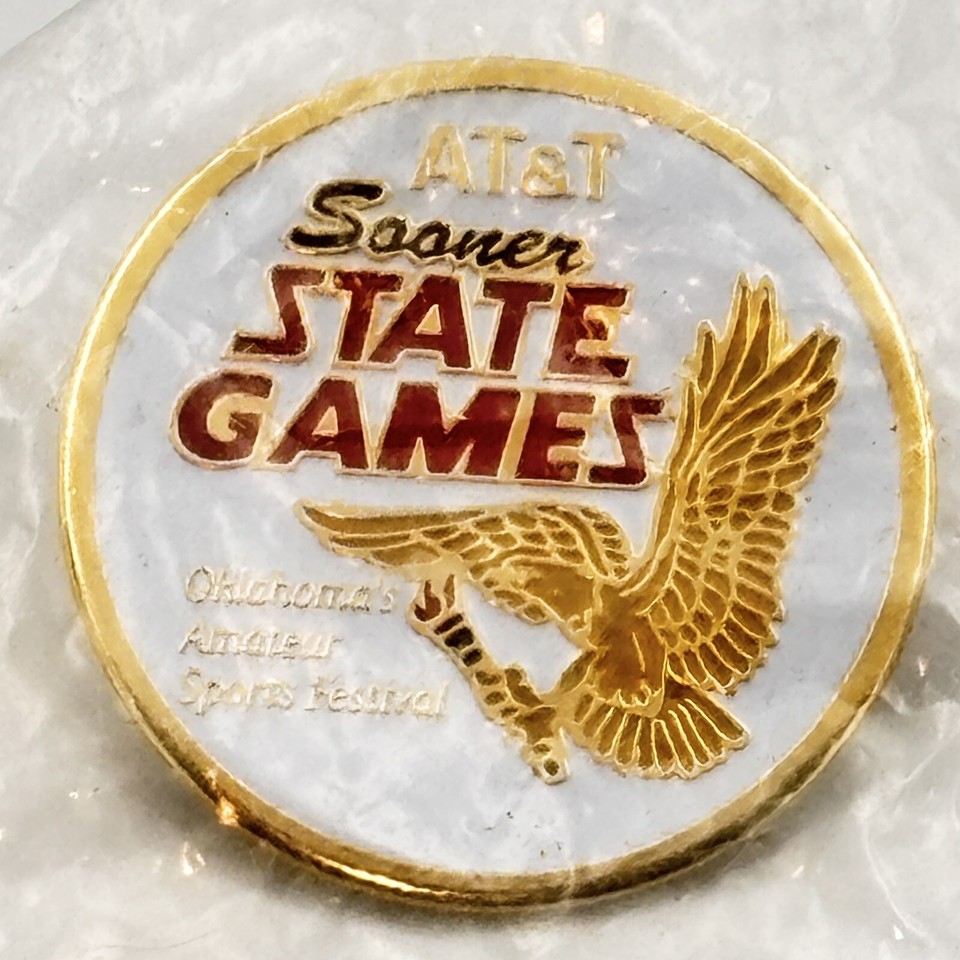 AT&T
Sooner
STATE
GAMES
Oklahoma's
Amateur
Sports Festival